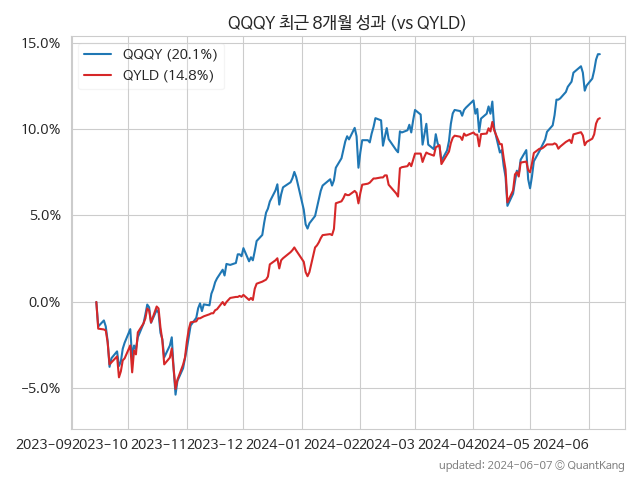 QQQY 최근 8개월 성과 (vs QYLD)
15.0%
10.0%
5.0%
0.0%
−5.0%
QQQY (20.1%)
QYLD (14.8%)
2023-09 2023-10 2023-11 2023-12 2024-01 2024-02 2024-03 2024-04 2024-05 2024-06
updated: 2024-06-07 © QuantKang